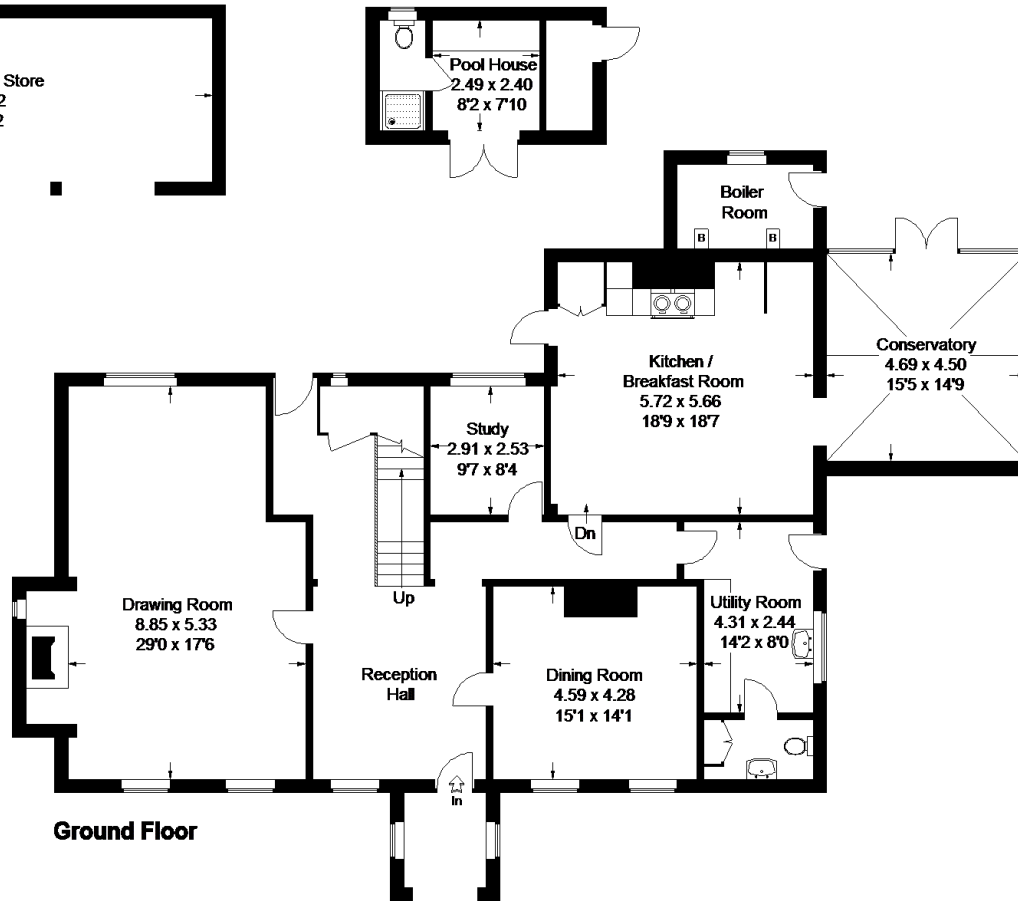 Store
2
2
Pool House
2.49 x 2.40
8'2 x 7'10
Boiler
Room
B
B
Conservatory
4.69 x 4.50
15'5 x 14'9
Kitchen /
Breakfast Room
5.72 x 5.66
18'9 x 18'7
Study
2.91 x 2.53
9'7 x 8'4
Dn
Up
Drawing Room
8.85 x 5.33
29'0 x 17'6
Utility Room
4.31 x 2.44
14'2 x 8'0
Reception
Hall
Dining Room
4.59 x 4.28
15'1 x 14'1
In
Ground Floor